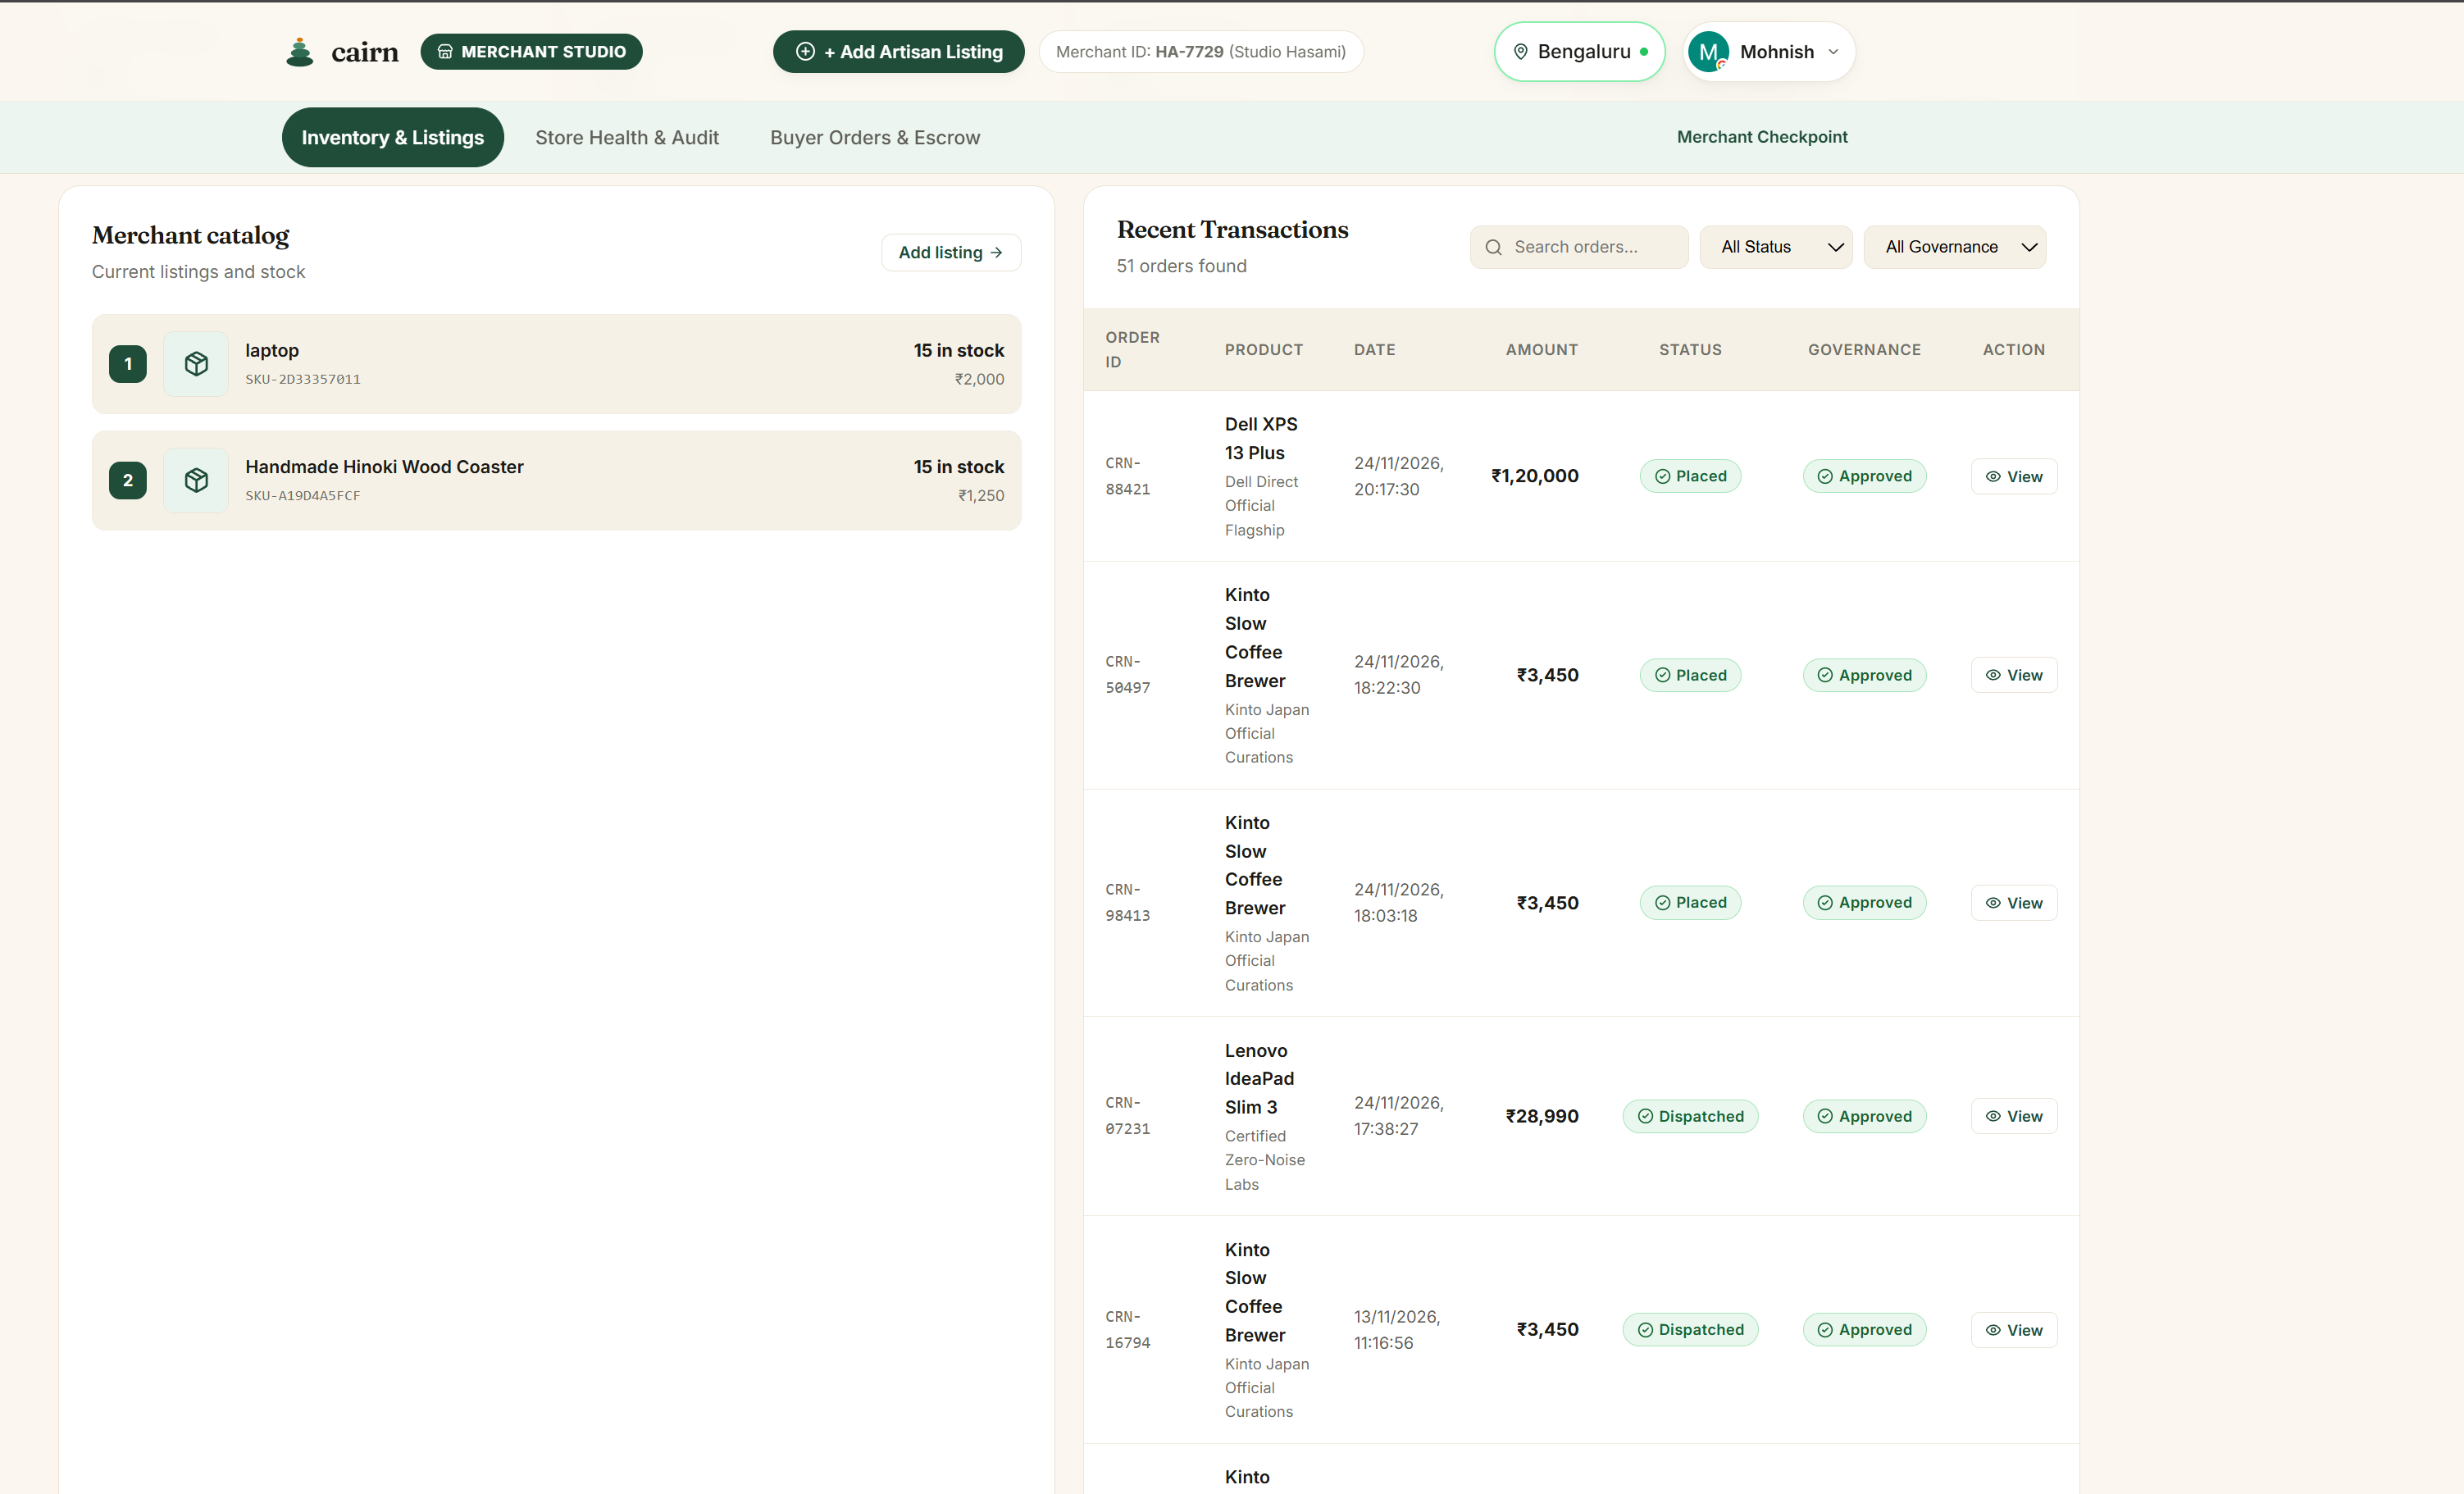 cairn
MERCHANT STUDIO
+ Add Artisan Listing
Merchant ID: HA-7729 (Studio Hasami)
Bengaluru
M
Mohnish
Inventory & Listings
Store Health & Audit
Buyer Orders & Escrow
Merchant Checkpoint
Merchant catalog
Current listings and stock
Add listing →
1
laptop
SKU-2D33357011
15 in stock
₹2,000
2
Handmade Hinoki Wood Coaster
SKU-A19D4A5FCF
15 in stock
₹1,250
Recent Transactions
51 orders found
Search orders...
All Status
All Governance
ORDER
ID
PRODUCT
DATE
AMOUNT
STATUS
GOVERNANCE
ACTION
CRN-
88421
Dell XPS
13 Plus
Dell Direct
Official
Flagship
24/11/2026,
20:17:30
₹1,20,000
Placed
Approved
View
CRN-
50497
Kinto
Slow
Coffee
Brewer
Kinto Japan
Official
Curations
24/11/2026,
18:22:30
₹3,450
Placed
Approved
View
CRN-
98413
Kinto
Slow
Coffee
Brewer
Kinto Japan
Official
Curations
24/11/2026,
18:03:18
₹3,450
Placed
Approved
View
CRN-
07231
Lenovo
IdeaPad
Slim 3
Certified
Zero-Noise
Labs
24/11/2026,
17:38:27
₹28,990
Dispatched
Approved
View
CRN-
16794
Kinto
Slow
Coffee
Brewer
Kinto Japan
Official
Curations
13/11/2026,
11:16:56
₹3,450
Dispatched
Approved
View
Kinto